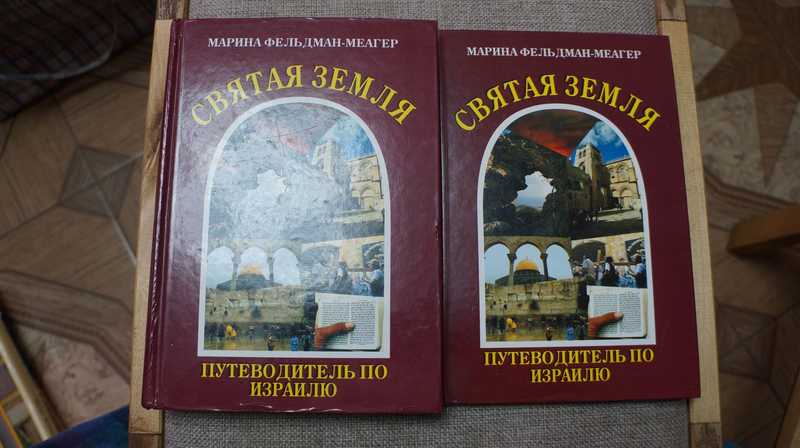 МАРИНА ФЕЛЬДМАН-МЕАГЕР
СВЯТАЯ ЗЕМЛЯ
ПУТЕВОДИТЕЛЬ ПО
ИЗРАИЛЮ
МАРИНА ФЕЛЬДМАН-МЕАГЕР
СВЯТАЯ ЗЕМЛЯ
ПУТЕВОДИТЕЛЬ ПО
ИЗРАИЛЮ